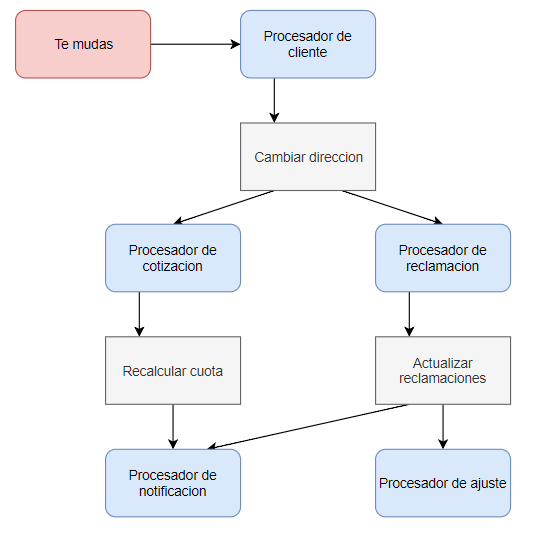 Te mudas
Procesador de
cliente
Cambiar direccion
Procesador de
cotizacion
Procesador de
reclamacion
Recalcular cuota
Actualizar
reclamaciones
Procesador de
notificacion
Procesador de ajuste